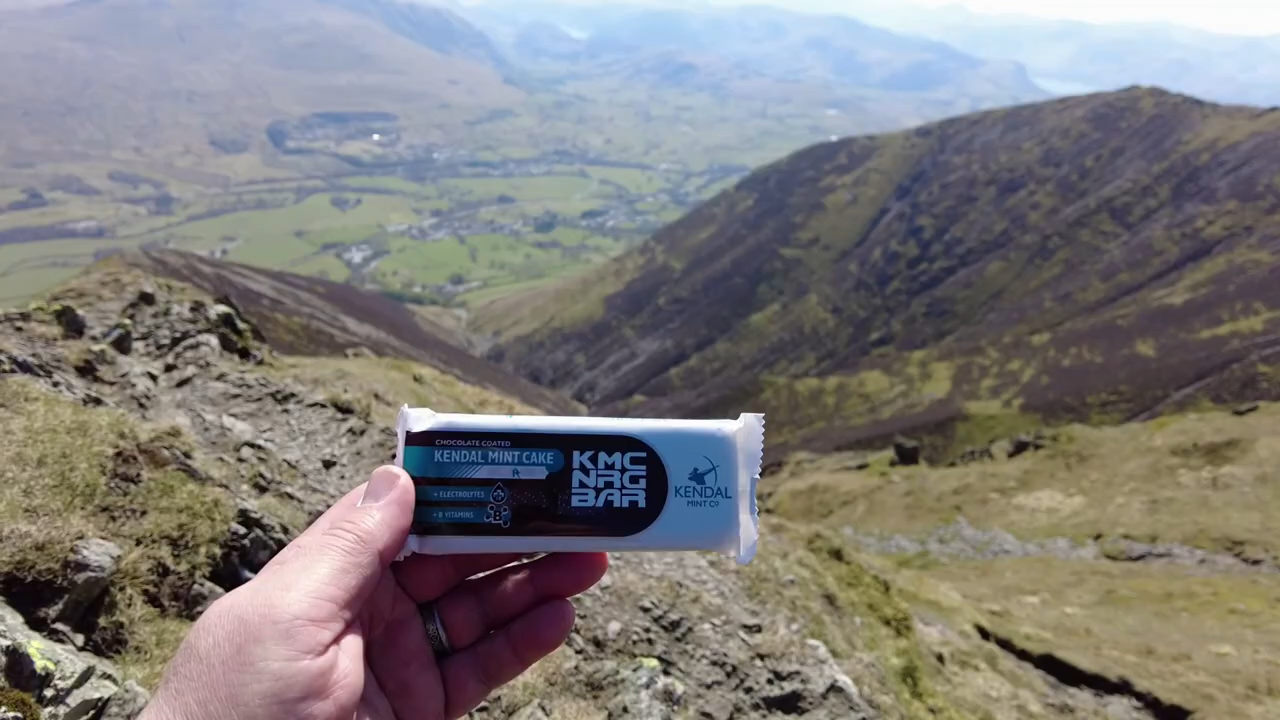 CHOCOLATE COATED
KENDAL MINT CAKE
+ ELECTROLYTES
+ B VITAMINS
B
KMC
NRG
BAR
KENDAL
MINT Cº